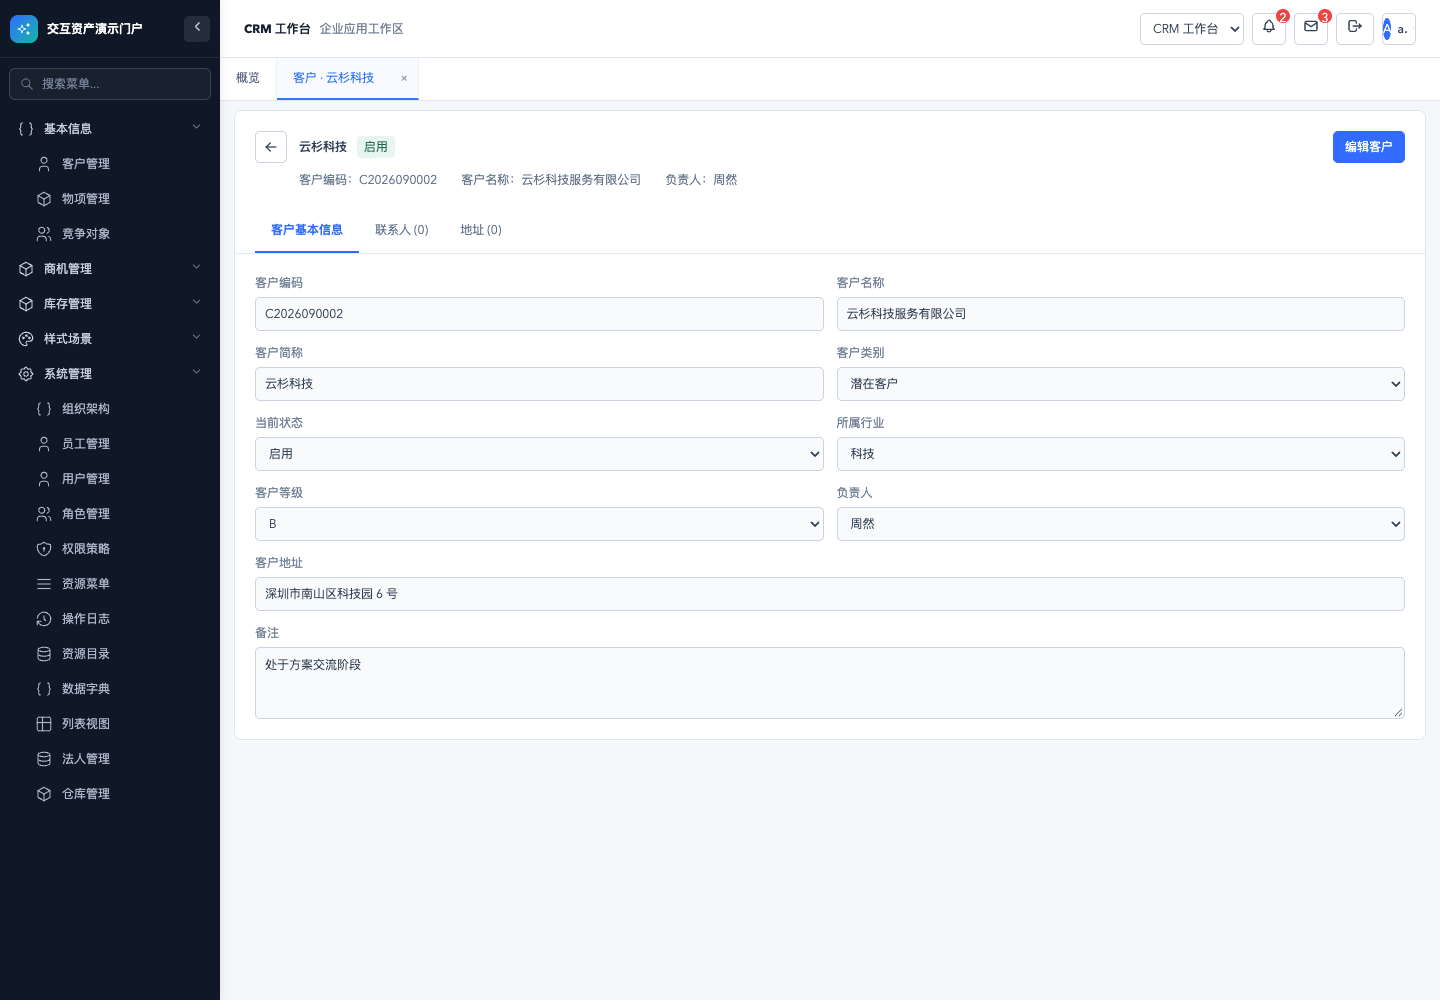 交互资产演示门户
搜索菜单...
基本信息
客户管理
物项管理
竞争对象
商机管理
库存管理
样式场景
系统管理
组织架构
员工管理
用户管理
角色管理
权限策略
资源菜单
操作日志
资源目录
数据字典
列表视图
法人管理
仓库管理
CRM 工作台 企业应用工作区
CRM 工作台
2
3
A a.
概览
客户 · 云杉科技 ×
云杉科技 启用
编辑客户
客户编码：C2026090002 客户名称：云杉科技服务有限公司 负责人：周然
客户基本信息 联系人 (0) 地址 (0)
客户编码
C2026090002
客户名称
云杉科技服务有限公司
客户简称
云杉科技
客户类别
潜在客户
当前状态
启用
所属行业
科技
客户等级
B
负责人
周然
客户地址
深圳市南山区科技园 6 号
备注
处于方案交流阶段